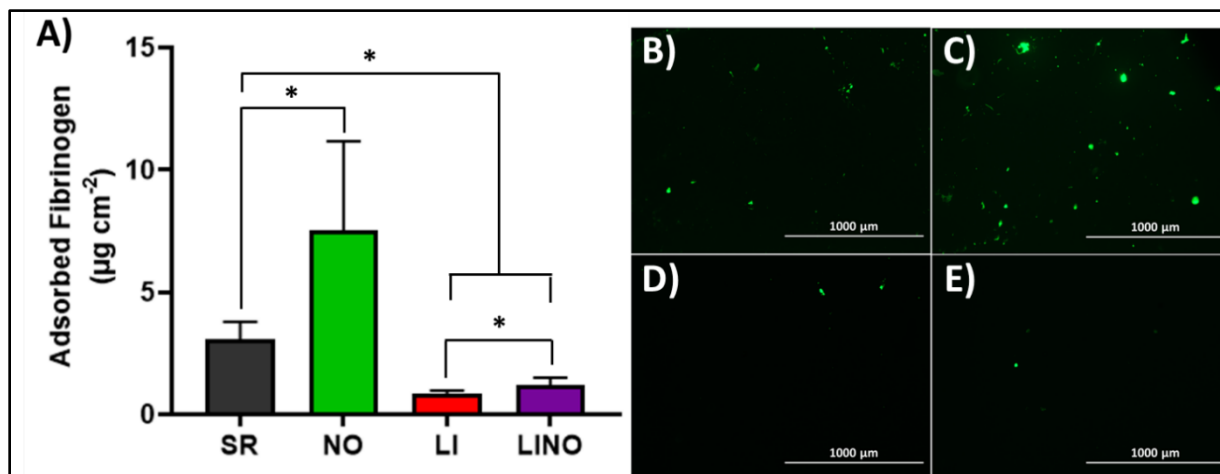 A)
Adsorbed Fibrinogen
(µg cm⁻²)
15
10
5
0
*
*
*
SR NO LI LINO
B)
1000 µm
C)
1000 µm
D)
1000 µm
E)
1000 µm